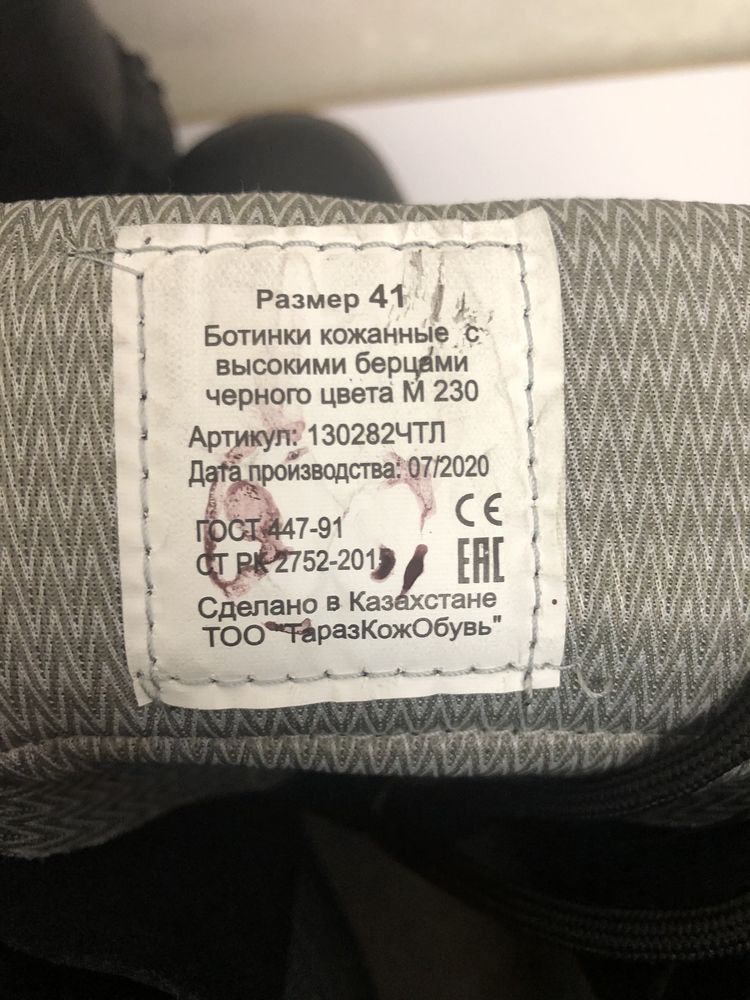 Размер 41
Ботинки кожанные с
высокими берцами
черного цвета М 230
Артикул: 130282ЧТЛ
Дата производства: 07/2020
ГОСТ 447-91
СТ РК 2752-2015
CE
EAC
Сделано в Казахстане
ТОО "ТаразКожОбувь"